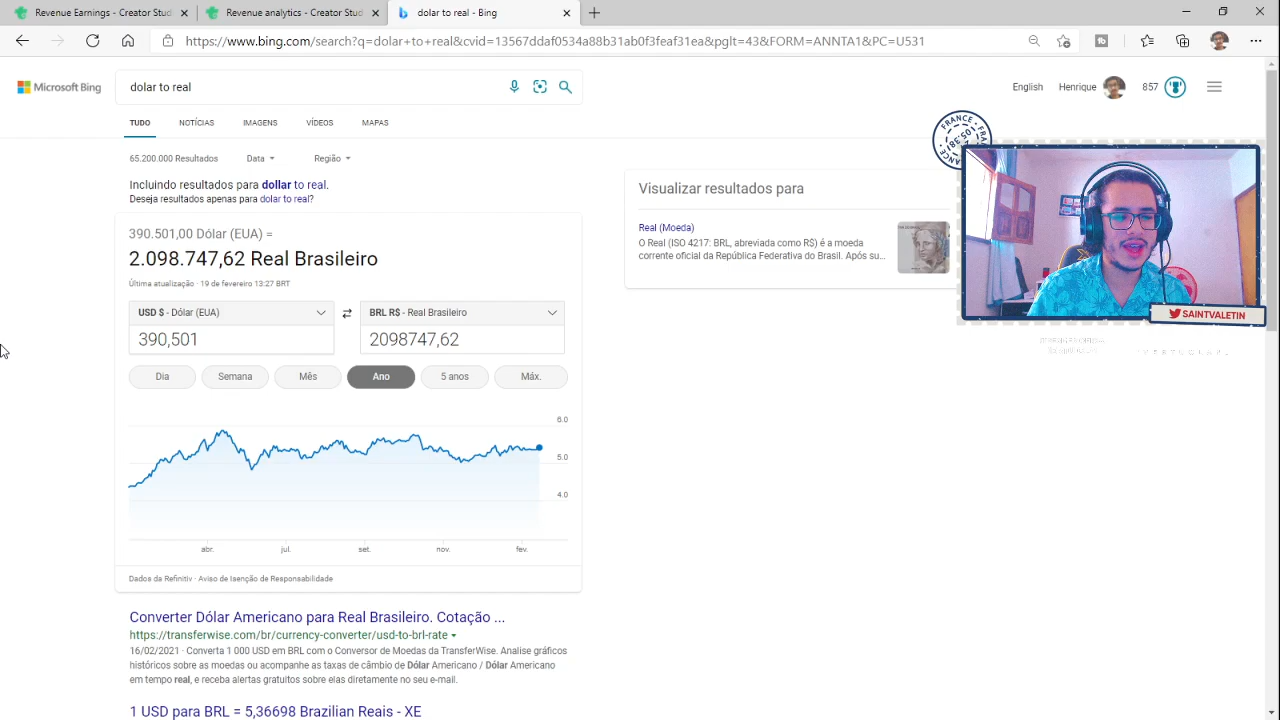 Revenue Earnings - Creator Stud
Revenue analytics - Creator Stud
dolar to real - Bing
https://www.bing.com/search?q=dolar+to+real&cvid=13567ddaf0534a88b31ab0f3feaf31ea&pglt=43&FORM=ANNTA1&PC=U531
Microsoft Bing
dolar to real
English
Henrique
857
TUDO
NOTÍCIAS
IMAGENS
VÍDEOS
MAPAS
65.200.000 Resultados
Data
Região
Incluindo resultados para dollar to real.
Deseja resultados apenas para dolar to real?
390.501,00 Dólar (EUA) =
2.098.747,62 Real Brasileiro
Última atualização · 19 de fevereiro 13:27 BRT
USD $ - Dólar (EUA)
BRL R$ - Real Brasileiro
390,501
2098747,62
Dia
Semana
Mês
Ano
5 anos
Máx.
6.0
5.0
4.0
abr.
jul.
set.
nov.
fev.
Dados da Refinitiv · Aviso de Isenção de Responsabilidade
Converter Dólar Americano para Real Brasileiro. Cotação ...
https://transferwise.com/br/currency-converter/usd-to-brl-rate
16/02/2021 · Converta 1 000 USD em BRL com o Conversor de Moedas da TransferWise. Analise gráficos
históricos sobre as moedas ou acompanhe as taxas de câmbio de Dólar Americano / Dólar Americano
em tempo real, e receba alertas gratuitos sobre elas diretamente no seu e-mail.
1 USD para BRL = 5,36698 Brazilian Reais - XE
Visualizar resultados para
Real (Moeda)
O Real (ISO 4217: BRL, abreviada como R$) é a moeda
corrente oficial da República Federativa do Brasil. Após su...
FRANCE
05.3.81
SAINTVALETIN